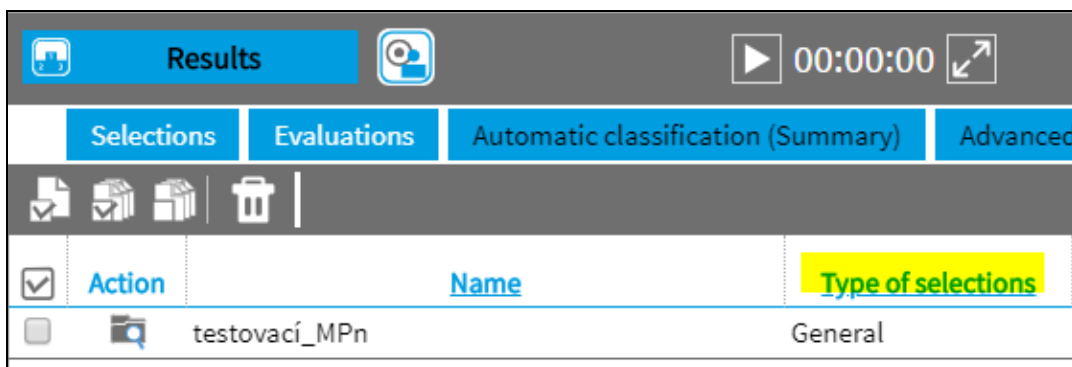 Results 00:00:00
Selections Evaluations Automatic classification (Summary) Advanced
Action Name Type of selections
testovací_MPn General